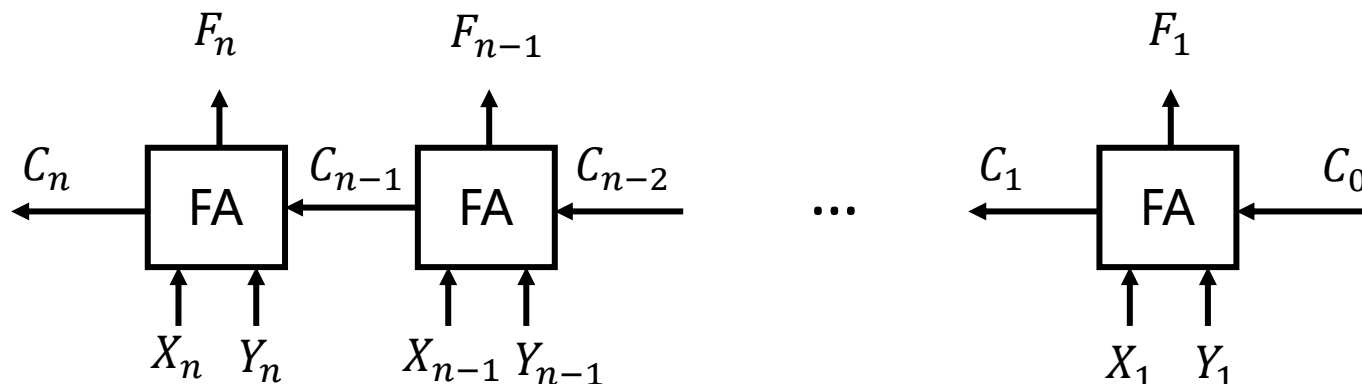 F_n F_{n-1} F_1
C_n C_{n-1} C_{n-2} ... C_1 C_0
FA FA FA
X_n Y_n X_{n-1} Y_{n-1} X_1 Y_1